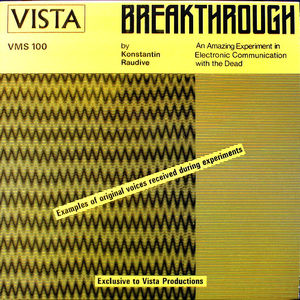 VISTA
VMS 100
BREAKTHROUGH
by
Konstantin
Raudive
An Amazing Experiment in
Electronic Communication
with the Dead
Examples of original voices received during experiments
Exclusive to Vista Productions